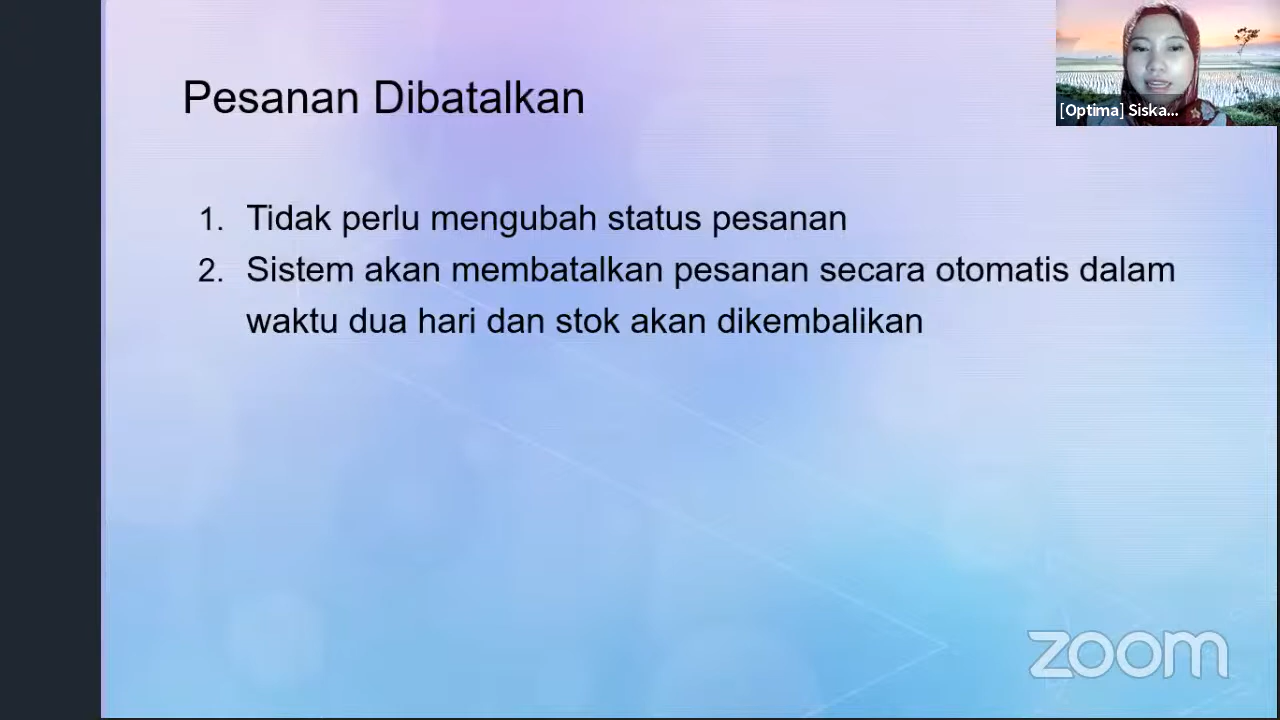 Pesanan Dibatalkan
[Optima] Siska...
1. Tidak perlu mengubah status pesanan
2. Sistem akan membatalkan pesanan secara otomatis dalam
waktu dua hari dan stok akan dikembalikan
zoom